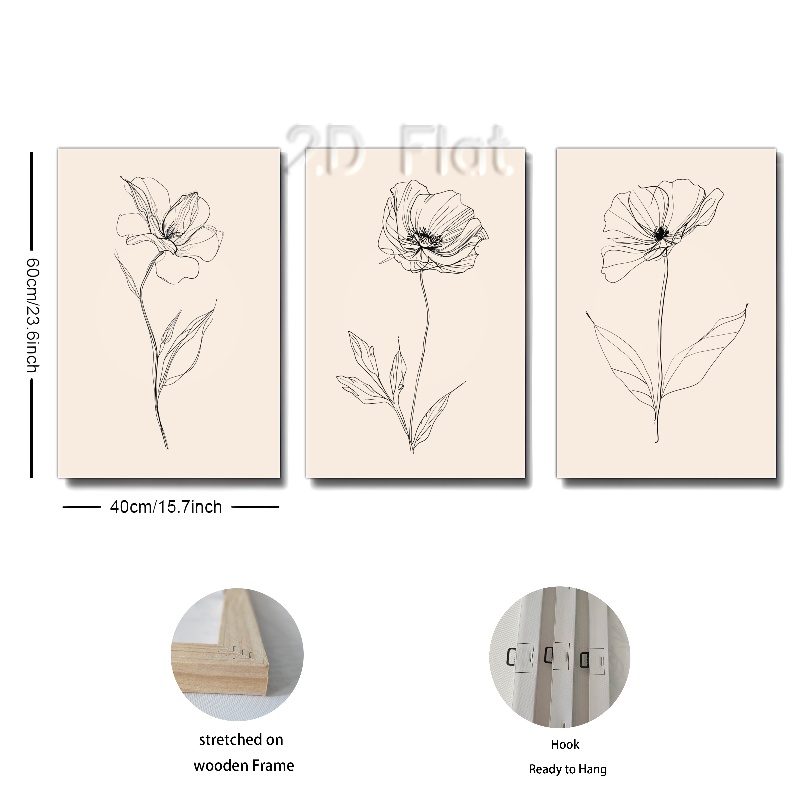 2D Flat
60cm/23.6inch
40cm/15.7inch
stretched on
wooden Frame
Hook
Ready to Hang